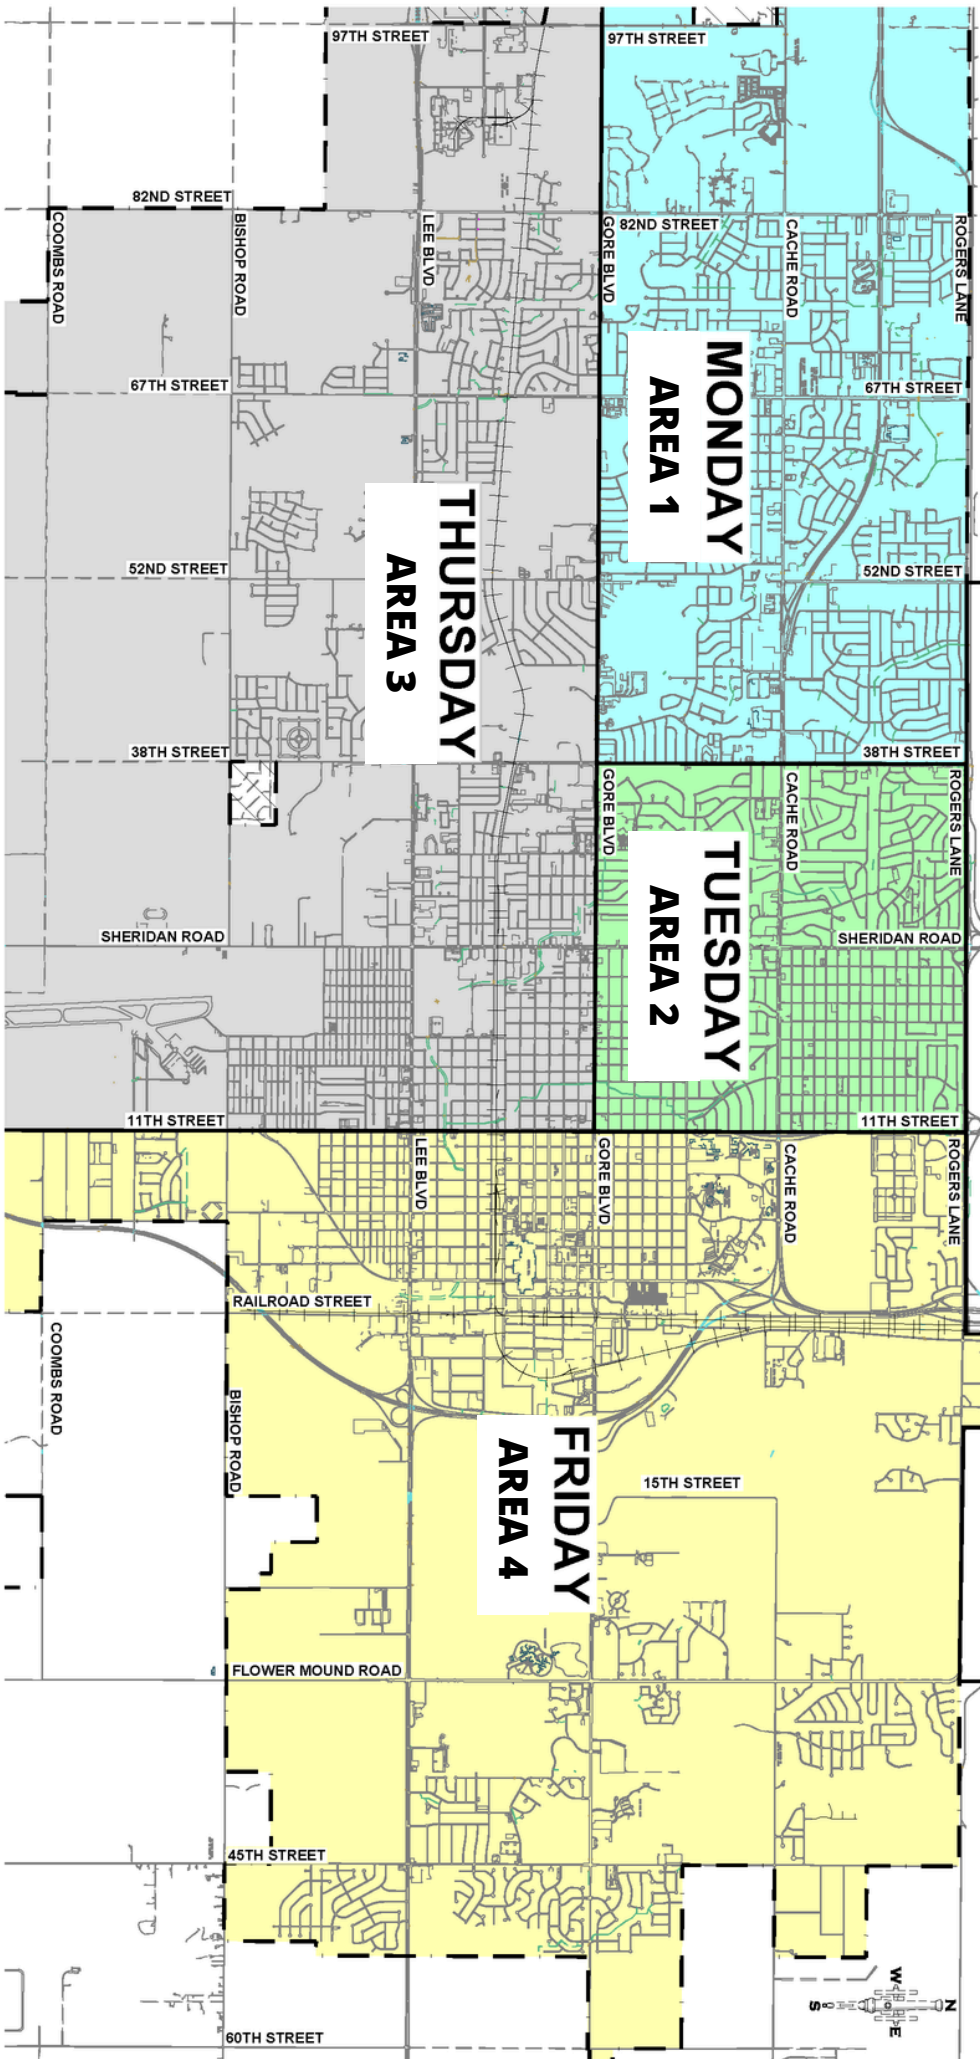 97TH STREET
97TH STREET
82ND STREET
82ND STREET
COOMBS ROAD
BISHOP ROAD
LEE BLVD
GORE BLVD
CACHE ROAD
ROGERS LANE
MONDAY
AREA 1
67TH STREET
67TH STREET
THURSDAY
AREA 3
52ND STREET
52ND STREET
38TH STREET
38TH STREET
GORE BLVD
CACHE ROAD
ROGERS LANE
TUESDAY
AREA 2
SHERIDAN ROAD
SHERIDAN ROAD
11TH STREET
11TH STREET
LEE BLVD
GORE BLVD
CACHE ROAD
ROGERS LANE
RAILROAD STREET
COOMBS ROAD
BISHOP ROAD
FRIDAY
AREA 4
15TH STREET
FLOWER MOUND ROAD
45TH STREET
W
N
S
E
60TH STREET